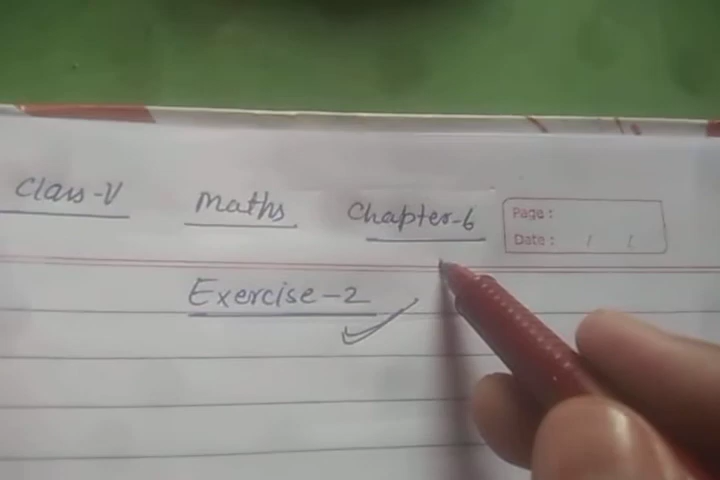 Class-V Maths Chapter-6 Page :
Date : / /
Exercise-2